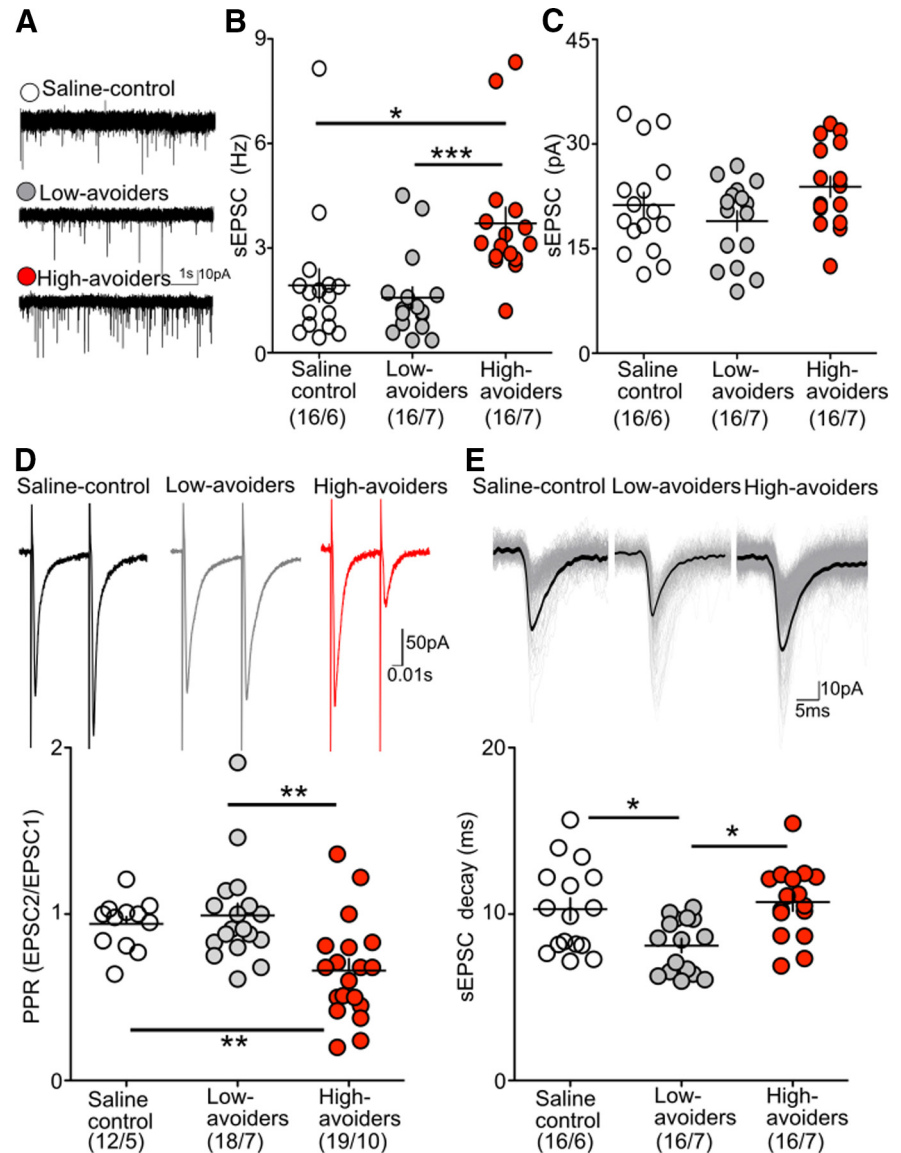 A
B
C
Saline-control
Low-avoiders
High-avoiders
1s
10pA
sEPSC (Hz)
9
6
3
0
*
***
Saline control
Low-avoiders
High-avoiders
(16/6)
(16/7)
(16/7)
sEPSC (pA)
45
30
15
0
Saline control
Low-avoiders
High-avoiders
(16/6)
(16/7)
(16/7)
D
Saline-control
Low-avoiders
High-avoiders
50pA
0.01s
PPR (EPSC2/EPSC1)
2
1
0
**
**
Saline control
Low-avoiders
High-avoiders
(12/5)
(18/7)
(19/10)
E
Saline-control
Low-avoiders
High-avoiders
10pA
5ms
sEPSC decay (ms)
20
10
0
*
*
Saline control
Low-avoiders
High-avoiders
(16/6)
(16/7)
(16/7)